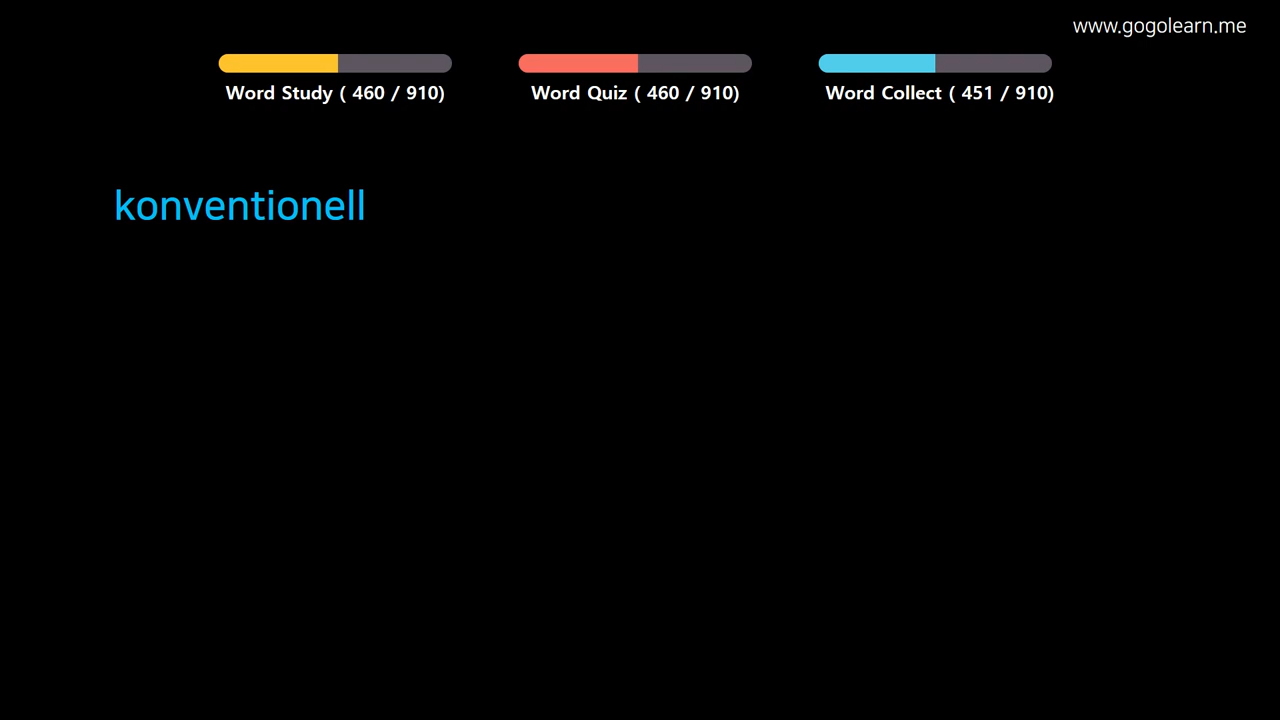 www.gogolearn.me
Word Study ( 460 / 910)
Word Quiz ( 460 / 910)
Word Collect ( 451 / 910)
konventionell